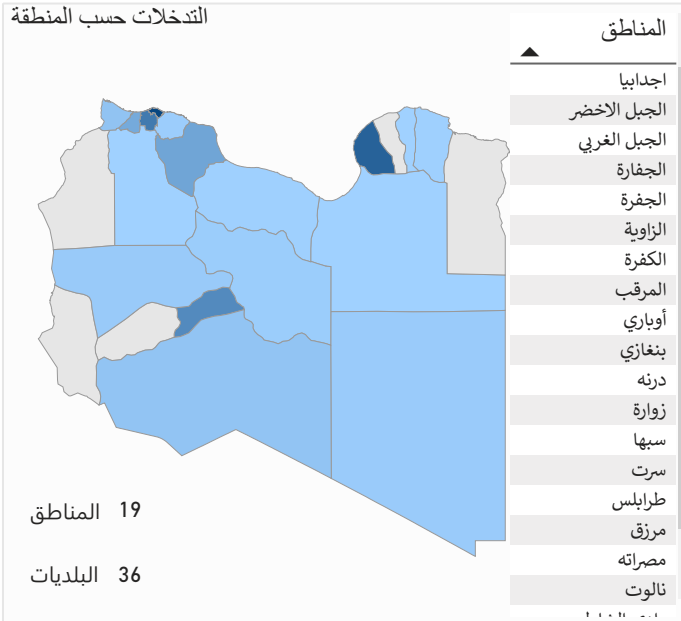 التدخلات حسب المنطقة
المناطق
اجدابيا
الجبل الاخضر
الجبل الغربي
الجفارة
الجفرة
الزاوية
الكفرة
المرقب
أوباري
بنغازي
درنه
زوارة
سبها
سرت
طرابلس
مرزق
مصراته
نالوت
19 المناطق
36 البلديات